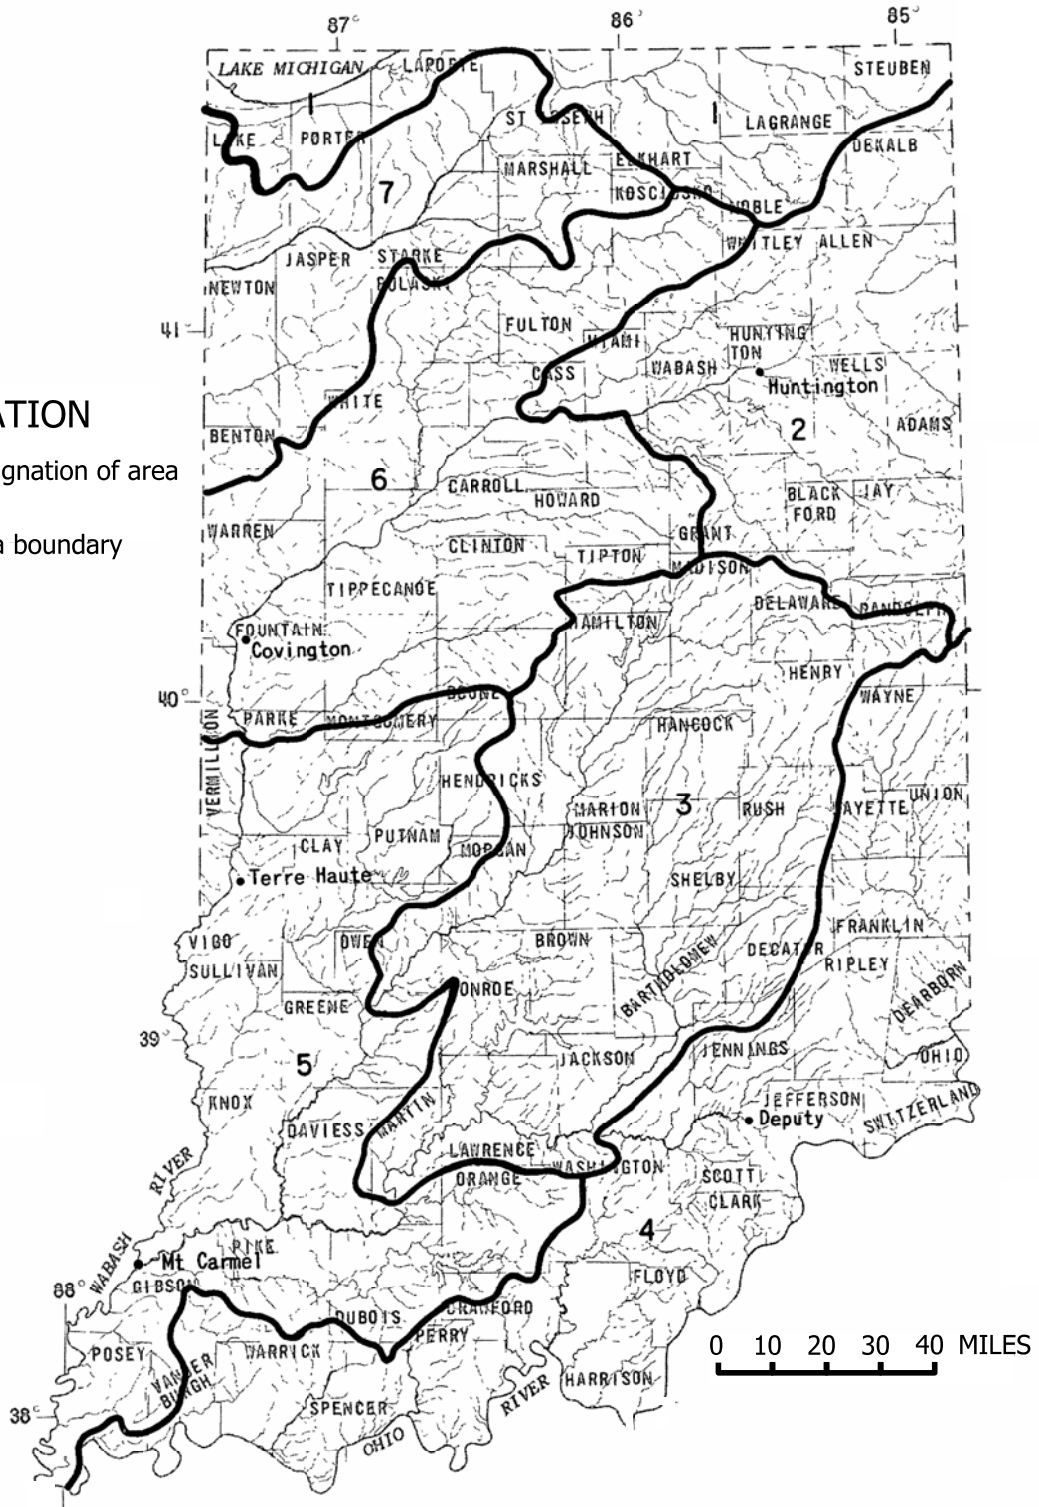 87°
86°
85°
LAKE MICHIGAN
LAPORTE
STEUBEN
1
1
ST JOSEPH
LAGRANGE
LAKE
PORTER
DEKALB
ELKHART
MARSHALL
7
KOSCIUSKO
NOBLE
WHITLEY
ALLEN
JASPER
STARKE
PULASKI
NEWTON
41
FULTON
MIAMI
HUNTING
TON
CASS
WABASH
WELLS
Huntington
WHITE
ATION
ADAMS
2
BENTON
gnation of area
6
CARROLL
HOWARD
BLACK
FORD
JAY
WARREN
GRANT
a boundary
CLINTON
TIPTON
MADISON
TIPPECANOE
DELAWARE
RANDOLPH
FOUNTAIN
Covington
HAMILTON
HENRY
40°
BOONE
WAYNE
PARKE
MONTGOMERY
HANCOCK
VERMILLION
HENDRICKS
UNION
MARION
3
RUSH
FAYETTE
JOHNSON
PUTNAM
CLAY
MORGAN
Terre Haute
SHELBY
FRANKLIN
VIGO
OWEN
BROWN
DECATUR
RIPLEY
SULLIVAN
BARTHOLOMEW
DEARBORN
MONROE
GREENE
39°
JENNINGS
OHIO
5
JACKSON
KNOX
JEFFERSON
SWITZERLAND
Deputy
DAVIESS
MARTIN
LAWRENCE
WASHINGTON
ORANGE
SCOTT
CLARK
RIVER
4
WABASH
PIKE
Mt Carmel
88°
GIBSON
FLOYD
CRAWFORD
DUBOIS
PERRY
POSEY
WARRICK
0 10 20 30 40 MILES
VANDER
BURGH
HARRISON
RIVER
SPENCER
38°
OHIO